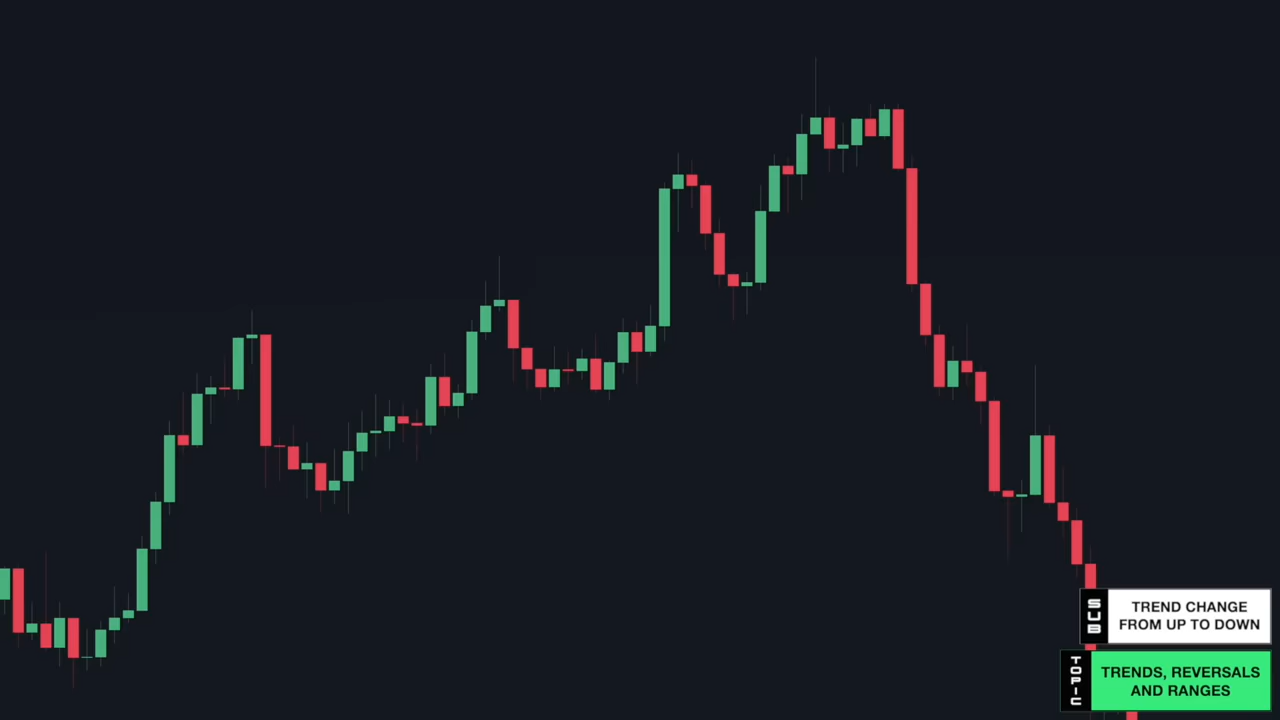 SUB
TREND CHANGE
FROM UP TO DOWN
TOPIC
TRENDS, REVERSALS
AND RANGES